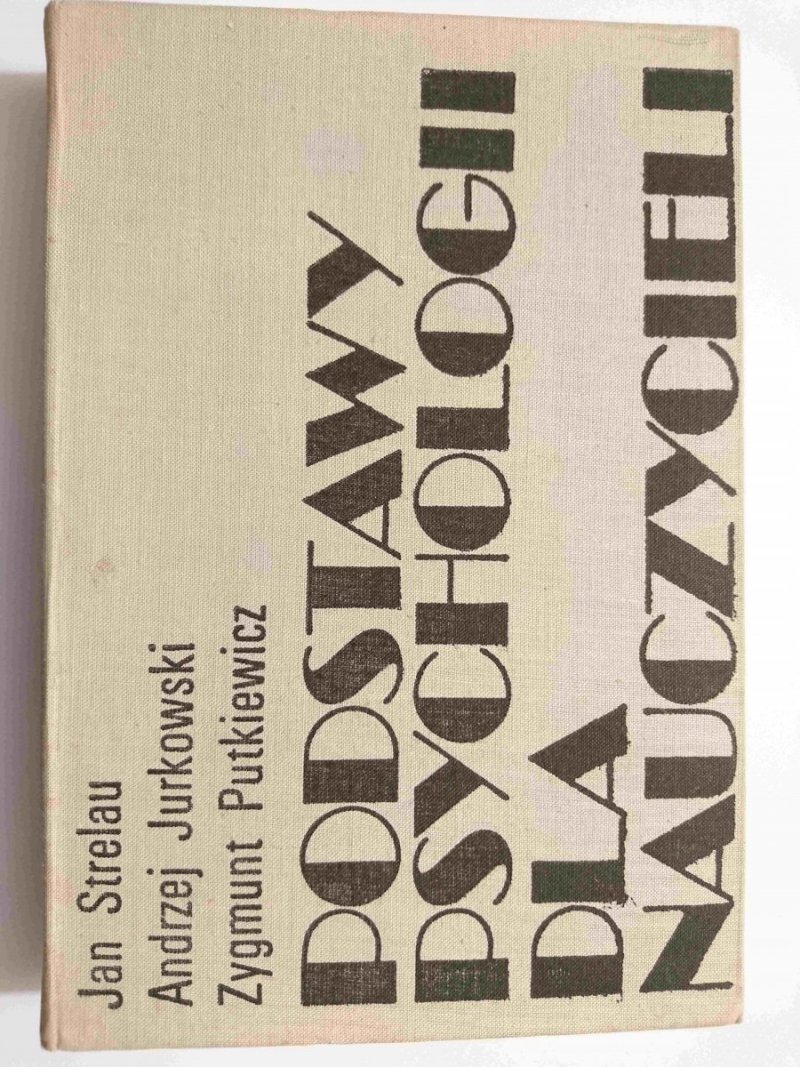 Jan Strelau
Andrzej Jurkowski
Zygmunt Putkiewicz
PODSTAWY
PSYCHOLOGII
DLA
NAUCZYCIELI